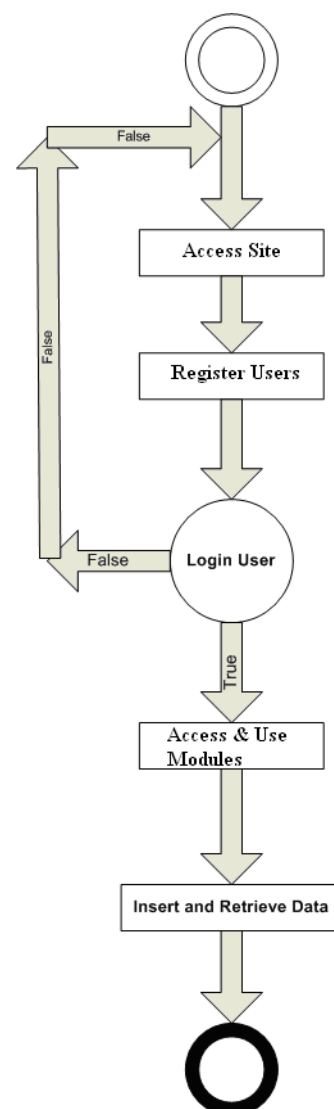 False
Access Site
Register Users
False
False
Login User
True
Access & Use
Modules
Insert and Retrieve Data